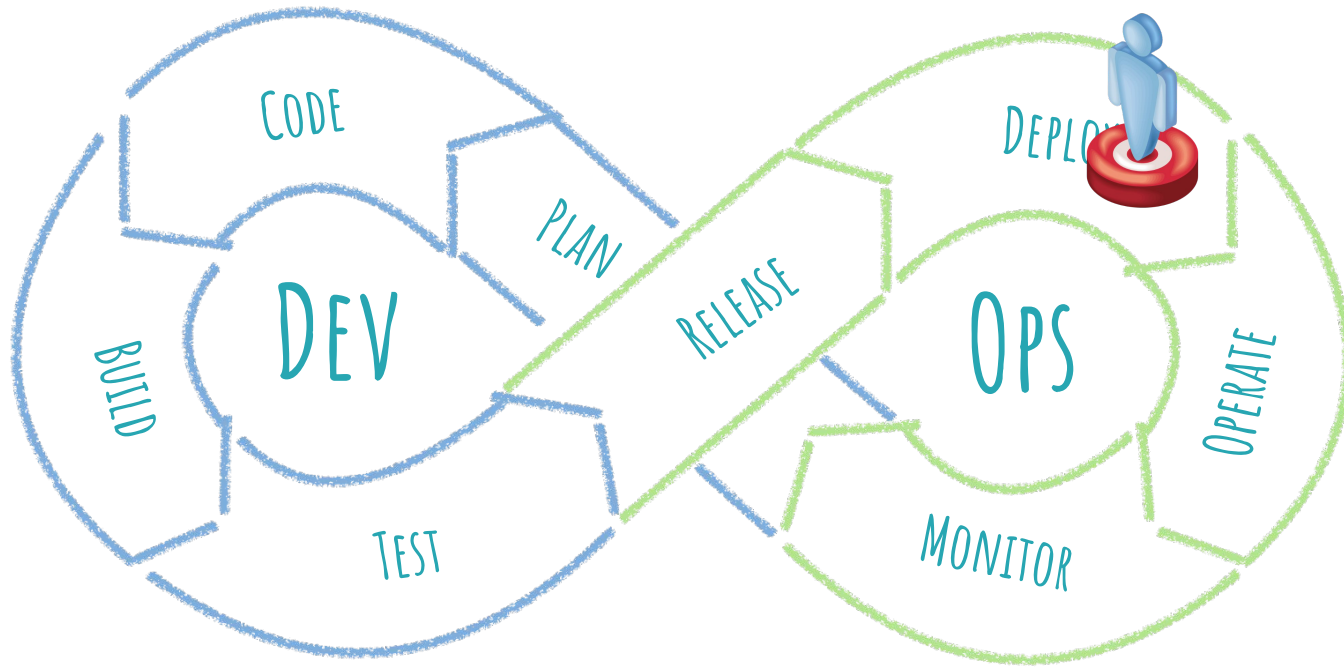 Code
Plan
Dev
Build
Test
Release
Deplo
Ops
Operate
Monitor